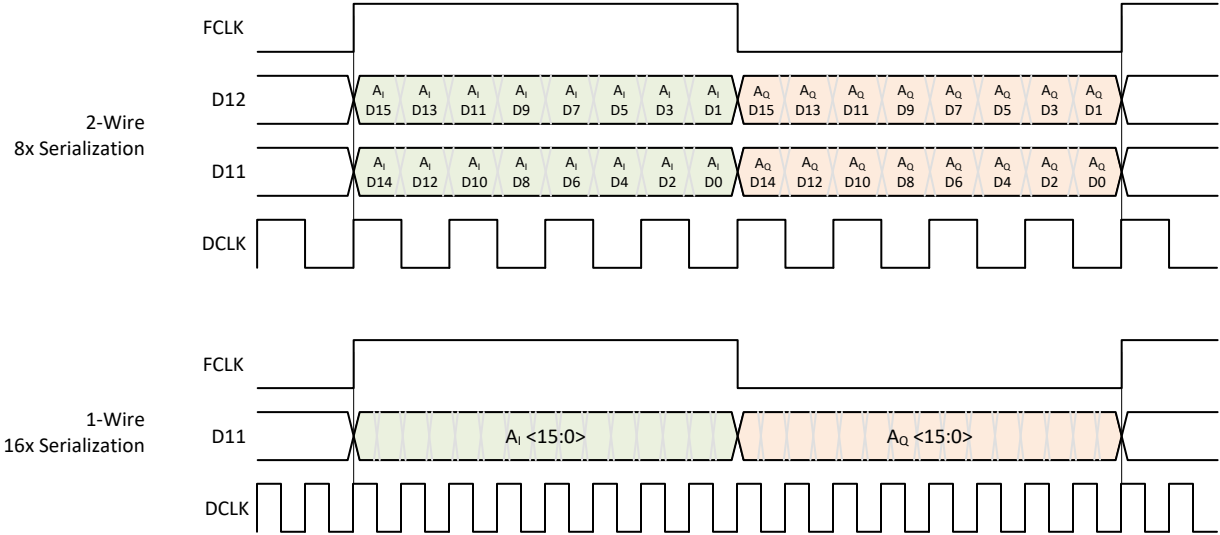 FCLK
D12
A_I A_I A_I A_I A_I A_I A_I A_I A_Q A_Q A_Q A_Q A_Q A_Q A_Q A_Q
D15 D13 D11 D9 D7 D5 D3 D1 D15 D13 D11 D9 D7 D5 D3 D1
2-Wire
8x Serialization
D11
A_I A_I A_I A_I A_I A_I A_I A_I A_Q A_Q A_Q A_Q A_Q A_Q A_Q A_Q
D14 D12 D10 D8 D6 D4 D2 D0 D14 D12 D10 D8 D6 D4 D2 D0
DCLK
FCLK
1-Wire
16x Serialization
D11
A_I <15:0> A_Q <15:0>
DCLK